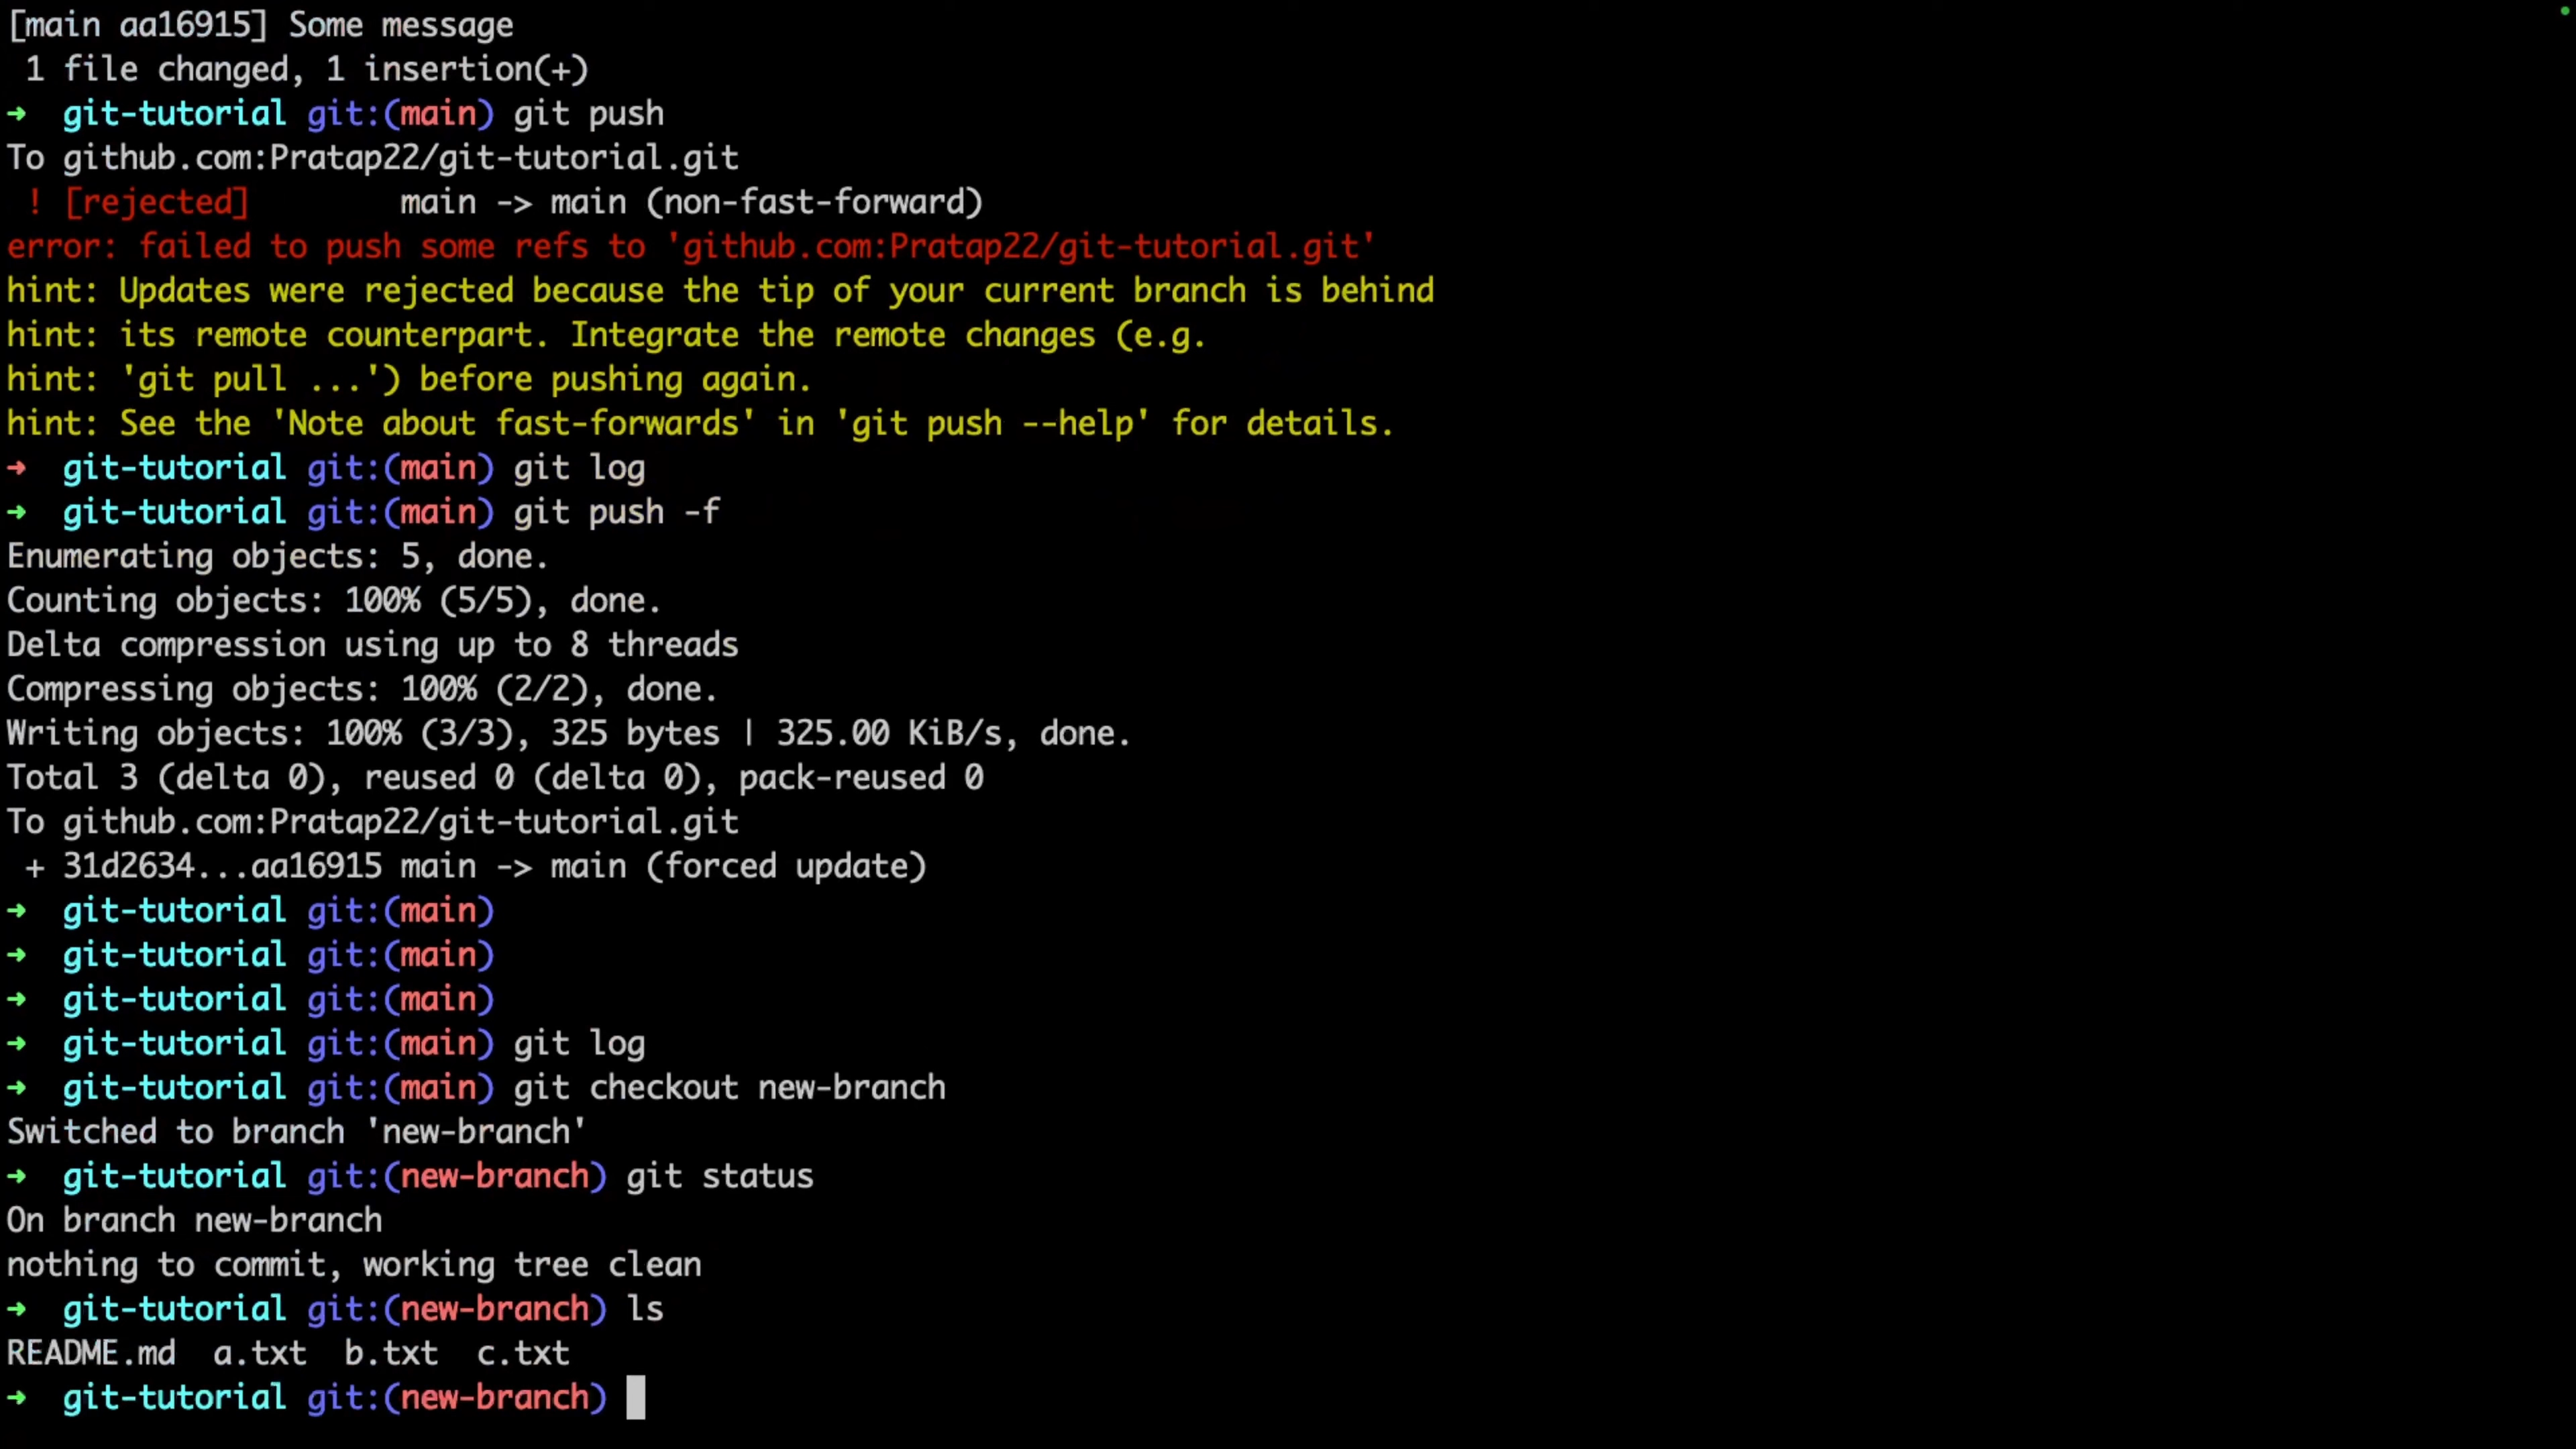 [main aa16915] Some message
 1 file changed, 1 insertion(+)
➜  git-tutorial git:(main) git push
To github.com:Pratap22/git-tutorial.git
 ! [rejected]        main -> main (non-fast-forward)
error: failed to push some refs to 'github.com:Pratap22/git-tutorial.git'
hint: Updates were rejected because the tip of your current branch is behind
hint: its remote counterpart. Integrate the remote changes (e.g.
hint: 'git pull ...') before pushing again.
hint: See the 'Note about fast-forwards' in 'git push --help' for details.
➜  git-tutorial git:(main) git log
➜  git-tutorial git:(main) git push -f
Enumerating objects: 5, done.
Counting objects: 100% (5/5), done.
Delta compression using up to 8 threads
Compressing objects: 100% (2/2), done.
Writing objects: 100% (3/3), 325 bytes | 325.00 KiB/s, done.
Total 3 (delta 0), reused 0 (delta 0), pack-reused 0
To github.com:Pratap22/git-tutorial.git
 + 31d2634...aa16915 main -> main (forced update)
➜  git-tutorial git:(main)
➜  git-tutorial git:(main)
➜  git-tutorial git:(main)
➜  git-tutorial git:(main) git log
➜  git-tutorial git:(main) git checkout new-branch
Switched to branch 'new-branch'
➜  git-tutorial git:(new-branch) git status
On branch new-branch
nothing to commit, working tree clean
➜  git-tutorial git:(new-branch) ls
README.md  a.txt  b.txt  c.txt
➜  git-tutorial git:(new-branch)